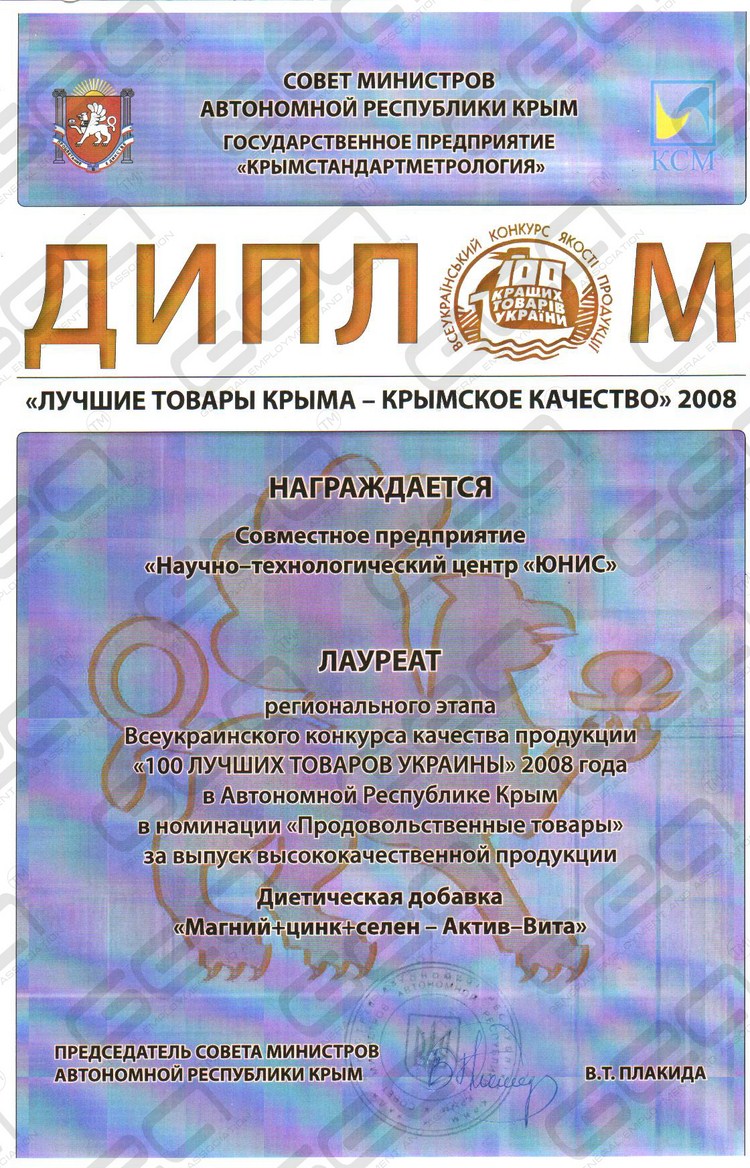 СОВЕТ МИНИСТРОВ
АВТОНОМНОЙ РЕСПУБЛИКИ КРЫМ
ГОСУДАРСТВЕННОЕ ПРЕДПРИЯТИЕ
«КРЫМСТАНДАРТМЕТРОЛОГИЯ»
КСМ
ДИПЛОМ
ВСЕУКРАЇНСЬКИЙ КОНКУРС ЯКОСТІ ПРОДУКЦІЇ
100
КРАЩИХ
ТОВАРІВ
УКРАЇНИ
«ЛУЧШИЕ ТОВАРЫ КРЫМА – КРЫМСКОЕ КАЧЕСТВО» 2008
НАГРАЖДАЕТСЯ
Совместное предприятие
«Научно–технологический центр «ЮНИС»
ЛАУРЕАТ
регионального этапа
Всеукраинского конкурса качества продукции
«100 ЛУЧШИХ ТОВАРОВ УКРАИНЫ» 2008 года
в Автономной Республике Крым
в номинации «Продовольственные товары»
за выпуск высококачественной продукции
Диетическая добавка
«Магний+цинк+селен – Актив–Вита»
ПРЕДСЕДАТЕЛЬ СОВЕТА МИНИСТРОВ
АВТОНОМНОЙ РЕСПУБЛИКИ КРЫМ
В.Т. ПЛАКИДА